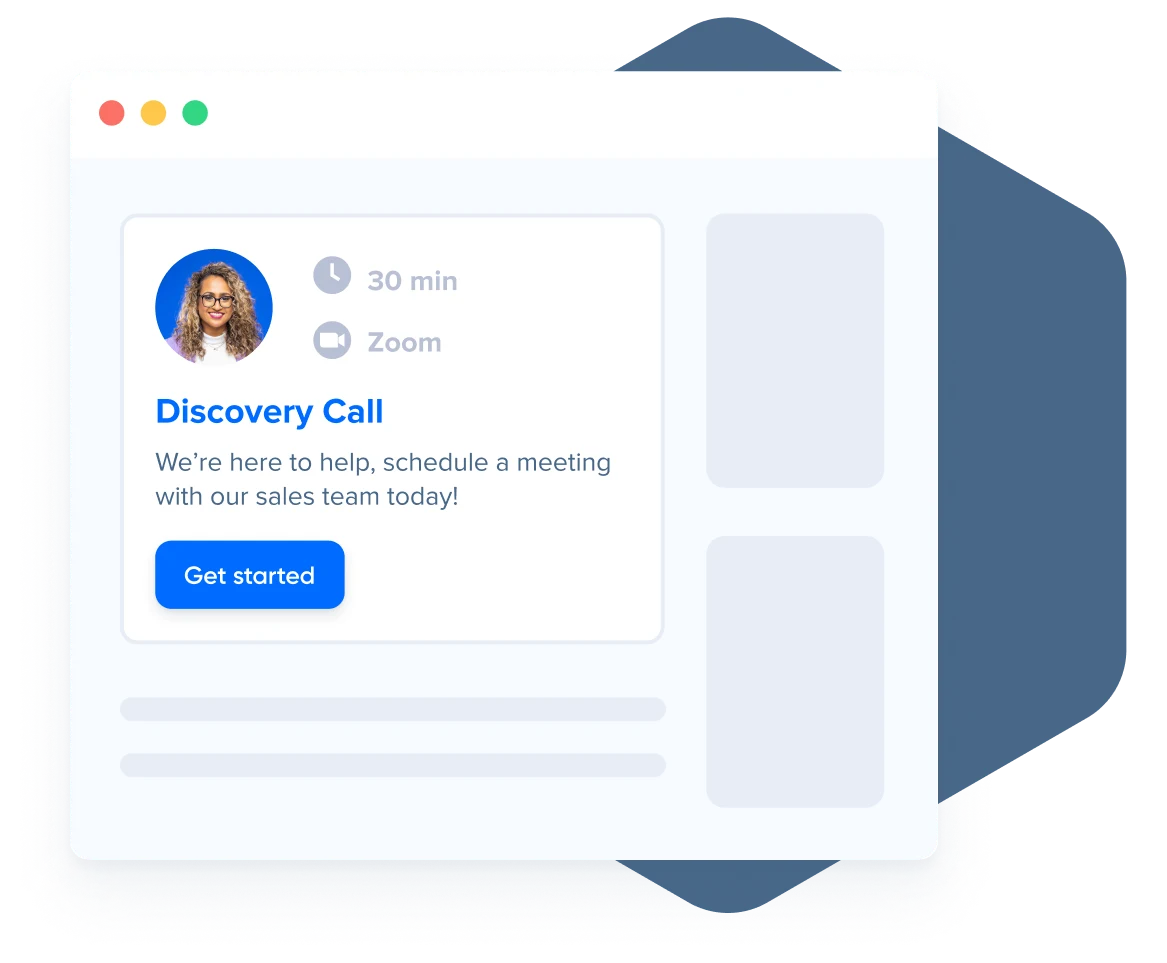 30 min
Zoom
Discovery Call
We’re here to help, schedule a meeting
with our sales team today!
Get started